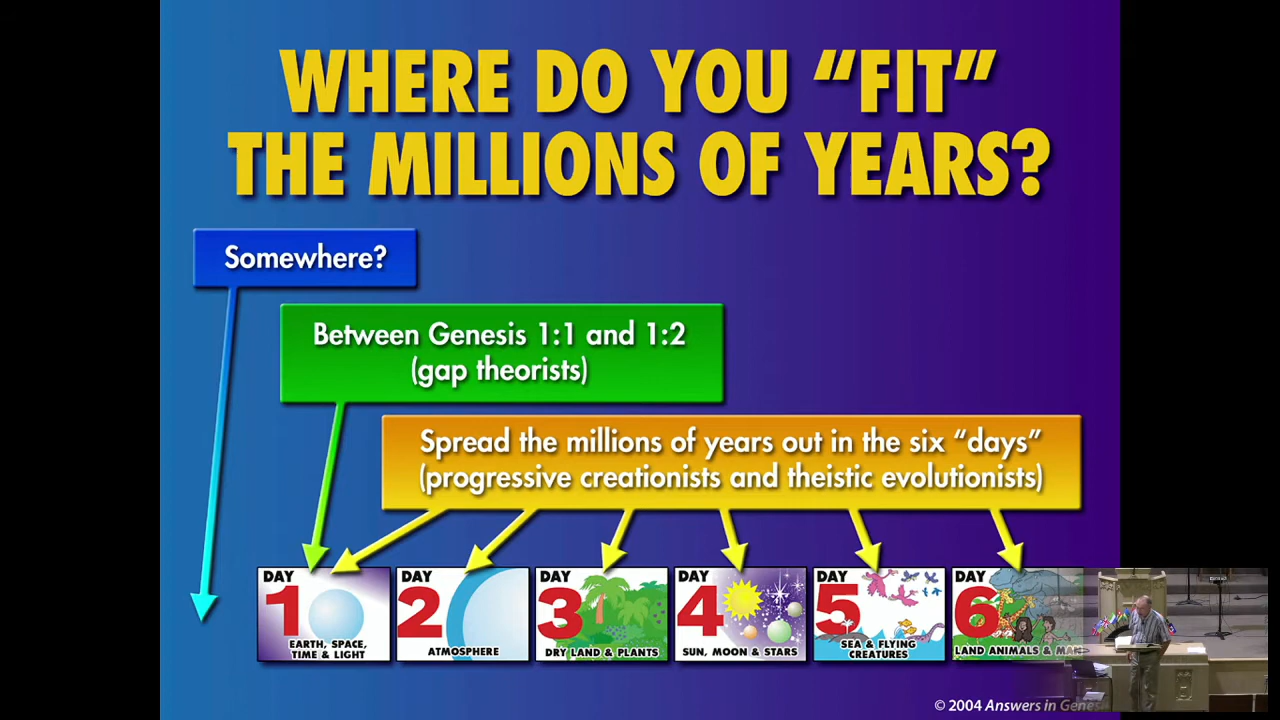 WHERE DO YOU “FIT”
THE MILLIONS OF YEARS?
Somewhere?
Between Genesis 1:1 and 1:2
(gap theorists)
Spread the millions of years out in the six “days”
(progressive creationists and theistic evolutionists)
DAY
1
EARTH, SPACE,
TIME & LIGHT
DAY
2
ATMOSPHERE
DAY
3
DRY LAND & PLANTS
DAY
4
SUN, MOON & STARS
DAY
5
SEA & FLYING
CREATURES
DAY
6
LAND ANIMALS &
© 2004 Answers in